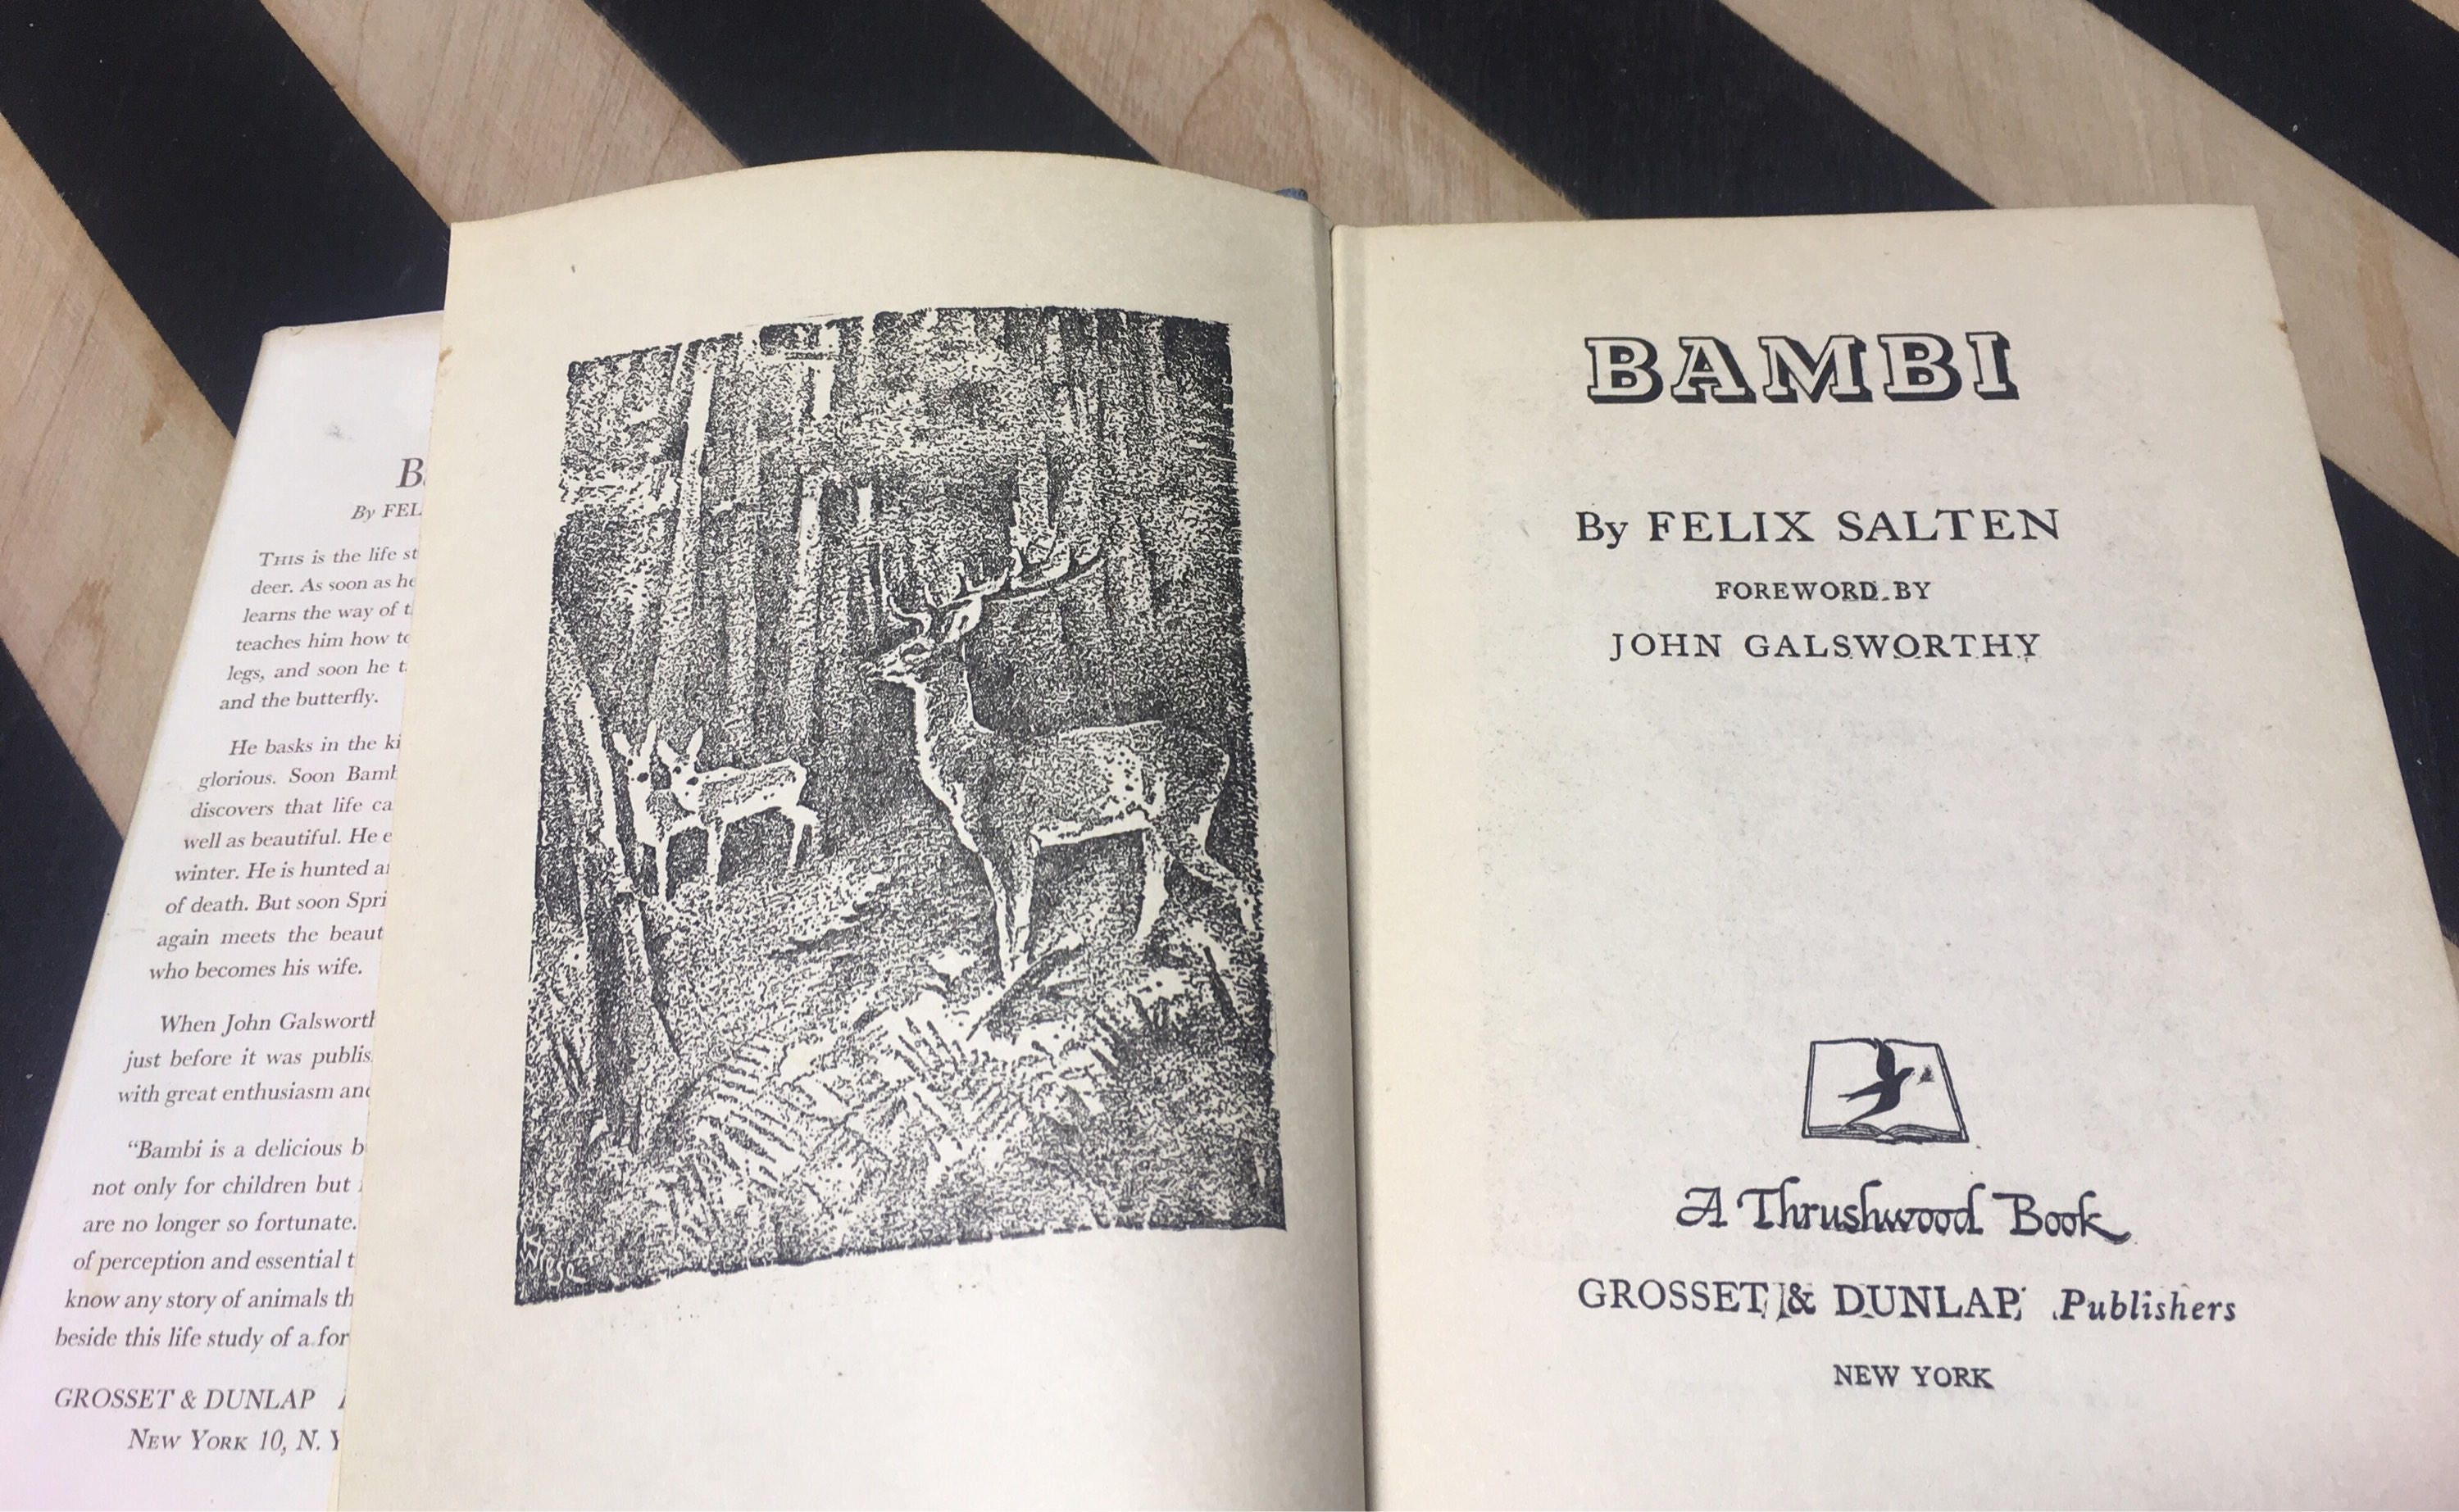 B
By FEL
THIS is the life st
deer. As soon as he
learns the way of t
teaches him how to
legs, and soon he t
and the butterfly.
He basks in the ki
glorious. Soon Bamb
discovers that life ca
well as beautiful. He e
winter. He is hunted a
of death. But soon Spri
again meets the beaut
who becomes his wife.
When John Galsworth
just before it was publis
with great enthusiasm and
"Bambi is a delicious b
not only for children but
are no longer so fortunate.
of perception and essential t
know any story of animals th
beside this life study of a for
GROSSET & DUNLAP
NEW YORK 10, N. Y
Wiese
BAMBI
By FELIX SALTEN
FOREWORD BY
JOHN GALSWORTHY
A Thrushwood Book
GROSSET & DUNLAP, Publishers
NEW YORK